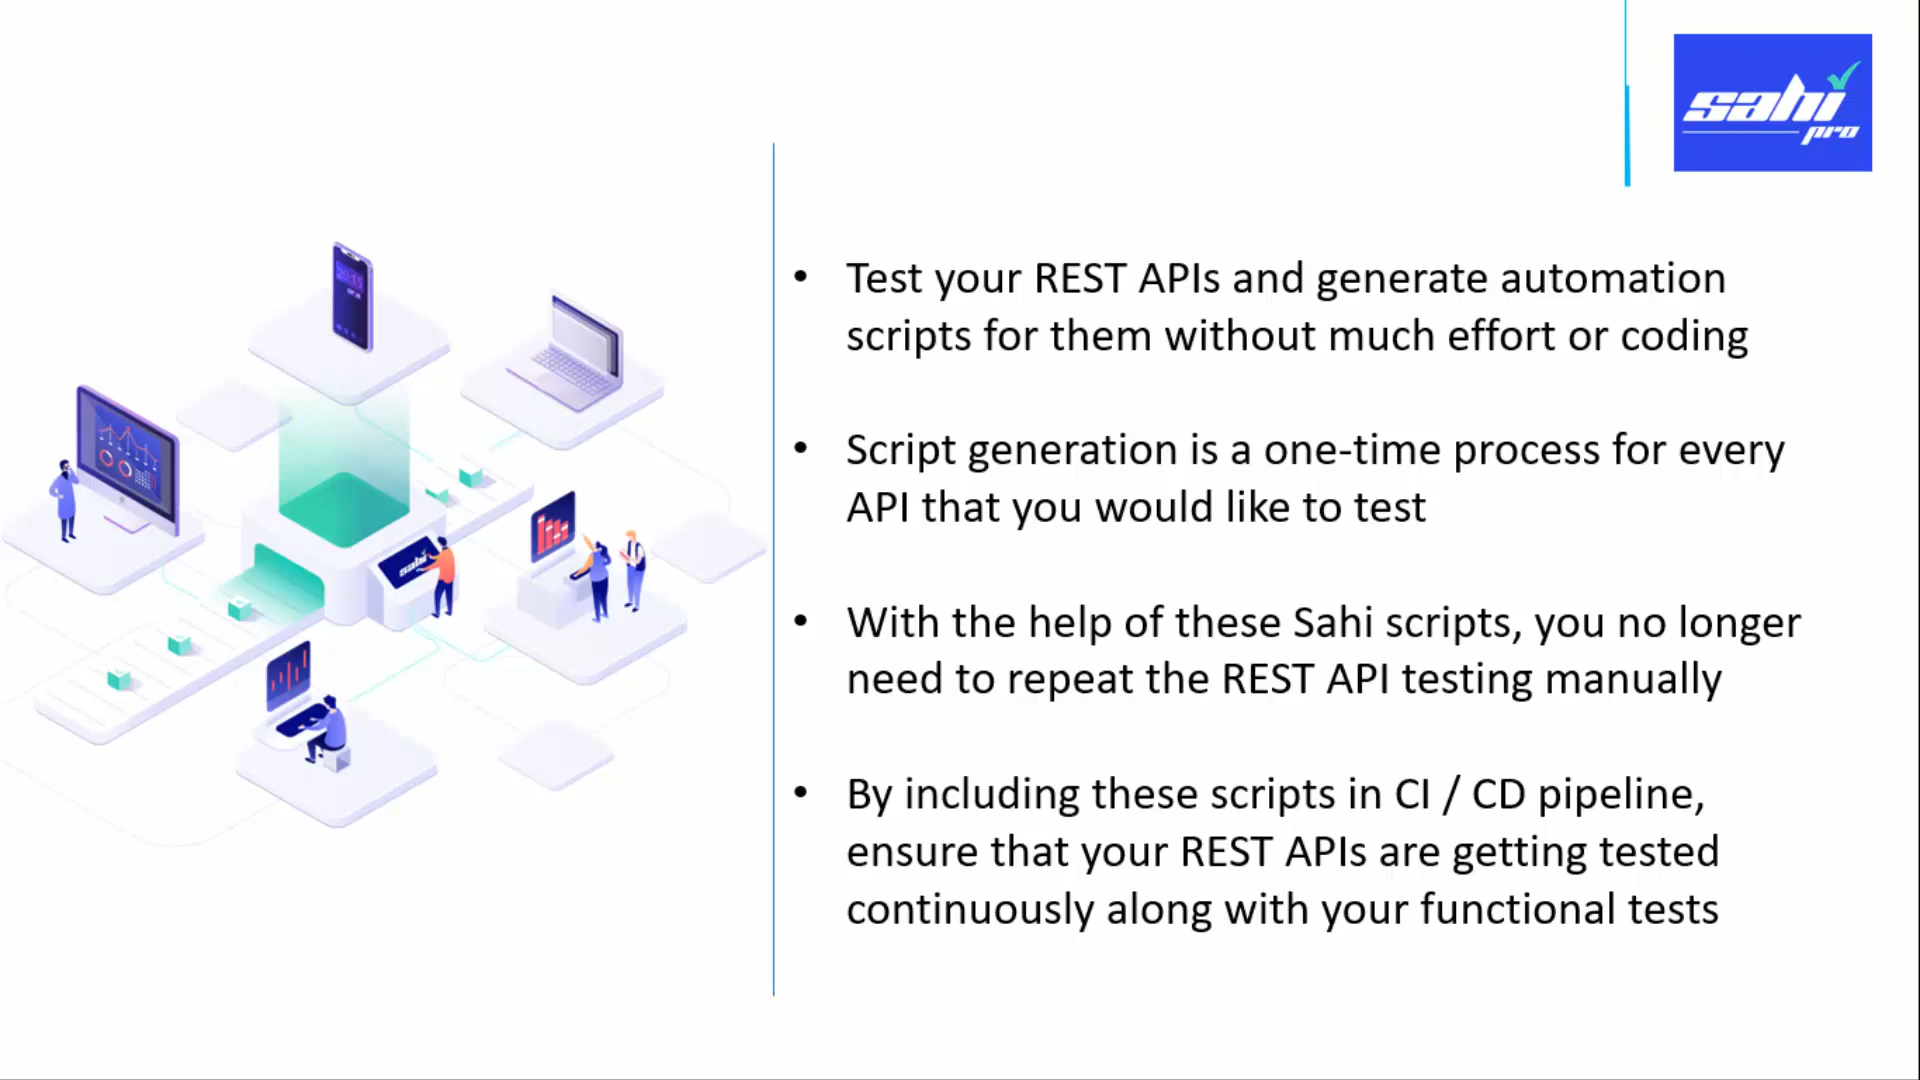 sahi
pro
• Test your REST APIs and generate automation
scripts for them without much effort or coding
• Script generation is a one-time process for every
API that you would like to test
• With the help of these Sahi scripts, you no longer
need to repeat the REST API testing manually
• By including these scripts in CI / CD pipeline,
ensure that your REST APIs are getting tested
continuously along with your functional tests
sahi